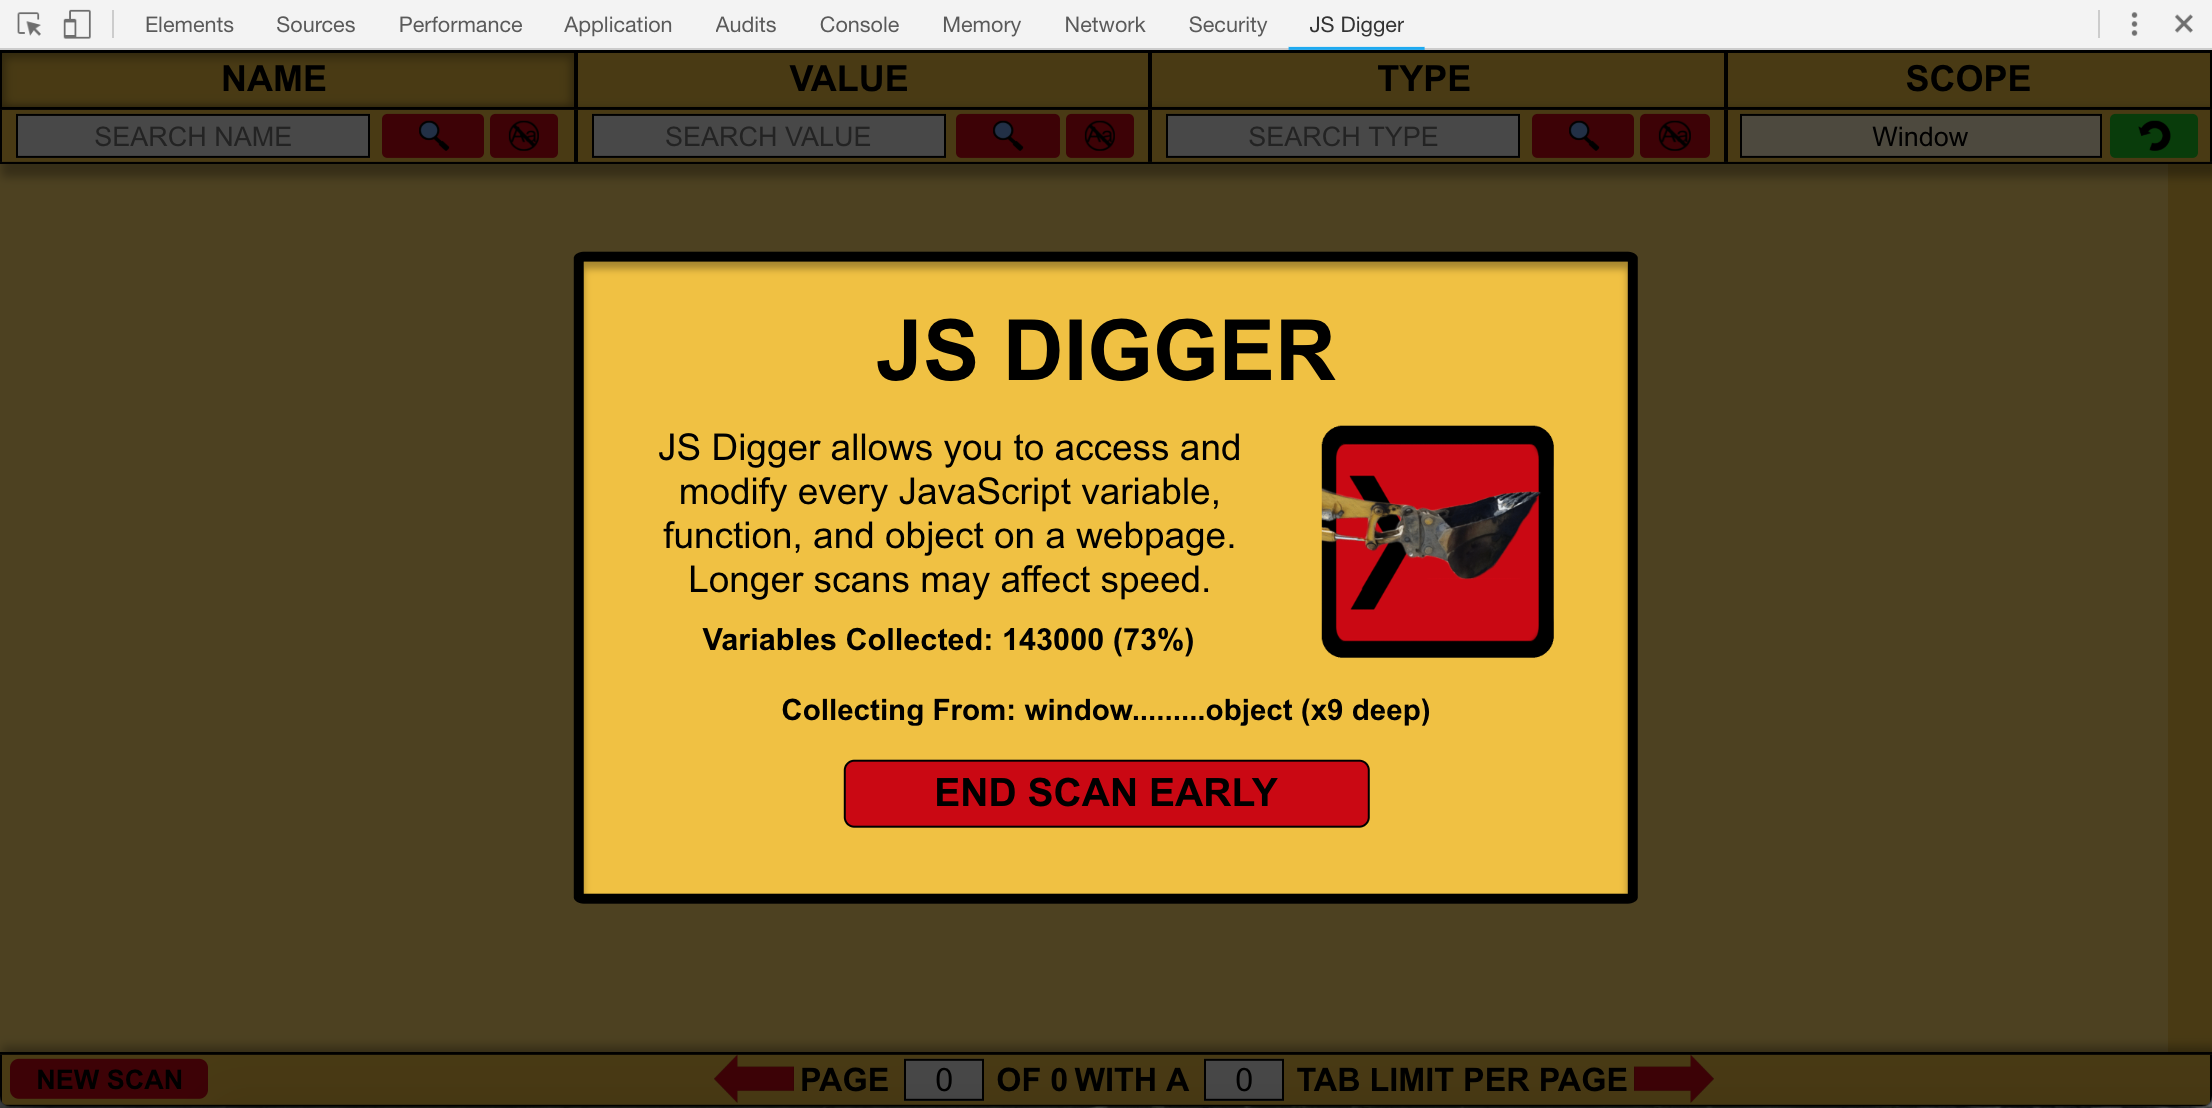 Elements Sources Performance Application Audits Console Memory Network Security JS Digger
NAME VALUE TYPE SCOPE
SEARCH NAME Aa SEARCH VALUE Aa SEARCH TYPE Aa Window
JS DIGGER
JS Digger allows you to access and
modify every JavaScript variable,
function, and object on a webpage.
Longer scans may affect speed.
Variables Collected: 143000 (73%)
Collecting From: window.........object (x9 deep)
END SCAN EARLY
NEW SCAN PAGE 0 OF 0 WITH A 0 TAB LIMIT PER PAGE